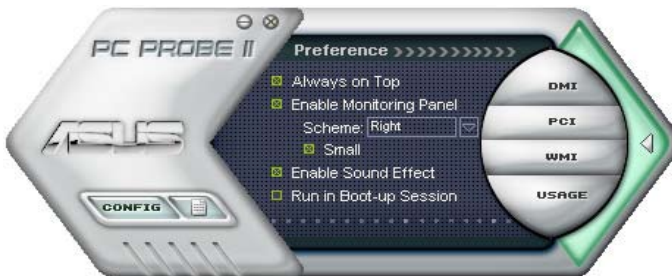 PC PROBE II
ASUS
CONFIG
Preference >>>>>>>>>>>
Always on Top
Enable Monitoring Panel
Scheme: Right
Small
Enable Sound Effect
Run in Boot-up Session
DMI
PCI
WMI
USAGE